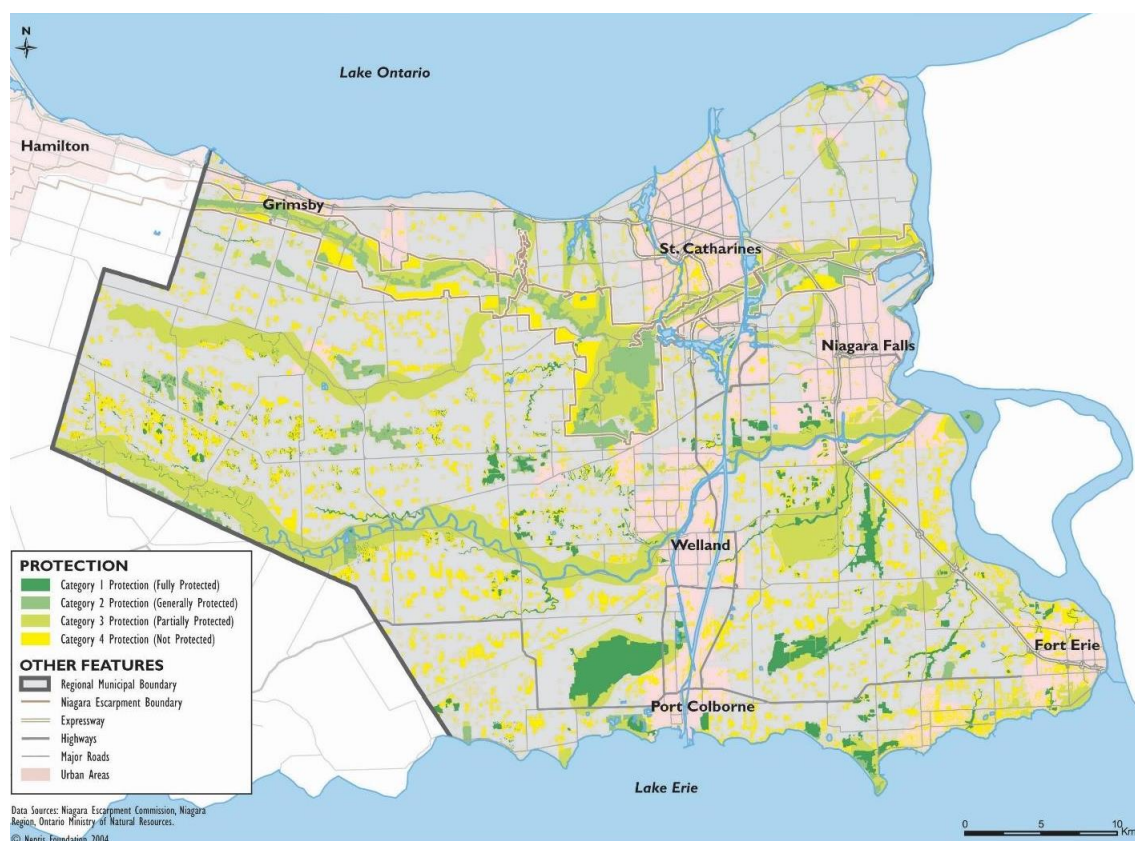 N
Lake Ontario
Hamilton
Grimsby
St. Catharines
Niagara Falls
Welland
Fort Erie
Port Colborne
Lake Erie
PROTECTION
Category 1 Protection (Fully Protected)
Category 2 Protection (Generally Protected)
Category 3 Protection (Partially Protected)
Category 4 Protection (Not Protected)
OTHER FEATURES
Regional Municipal Boundary
Niagara Escarpment Boundary
Expressway
Highways
Major Roads
Urban Areas
Data Sources: Niagara Escarpment Commission, Niagara
Region, Ontario Ministry of Natural Resources.
© Neptis Foundation 2004
0 5 10
Km